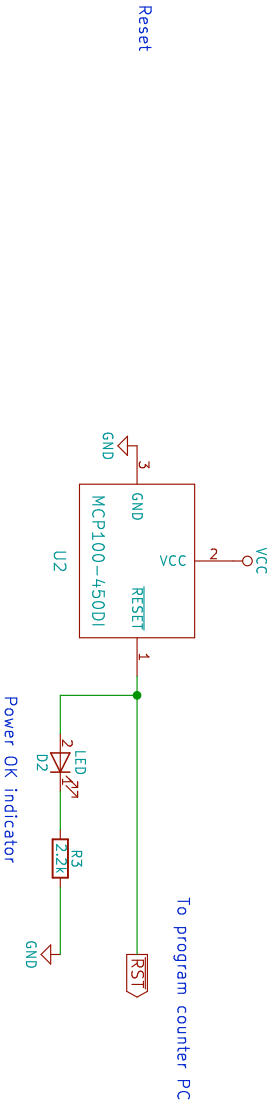 Reset
VCC
2
VCC
GND
3
GND
RESET
1
MCP100-450DI
U2
2
LED
D2
1
R3
2.2k
GND
RST
To program counter PC
Power OK indicator